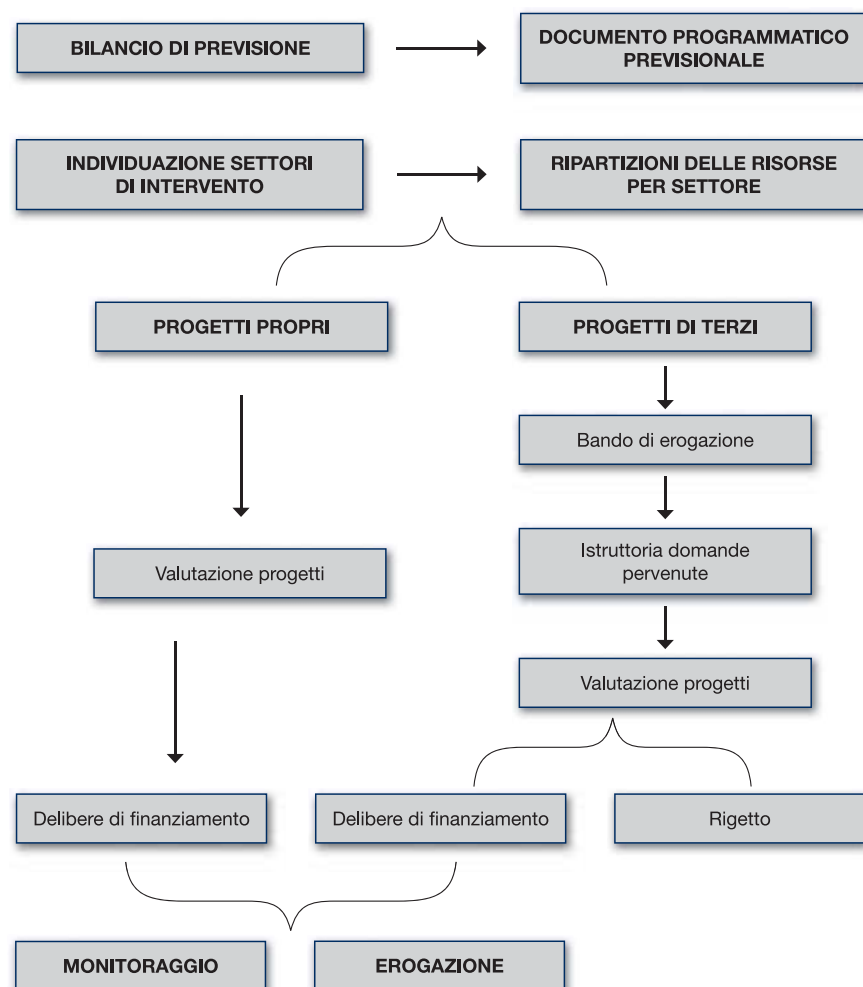 BILANCIO DI PREVISIONE
DOCUMENTO PROGRAMMATICO
PREVISIONALE
INDIVIDUAZIONE SETTORI
DI INTERVENTO
RIPARTIZIONI DELLE RISORSE
PER SETTORE
PROGETTI PROPRI
PROGETTI DI TERZI
Bando di erogazione
Istruttoria domande
pervenute
Valutazione progetti
Valutazione progetti
Delibere di finanziamento
Delibere di finanziamento
Rigetto
MONITORAGGIO
EROGAZIONE